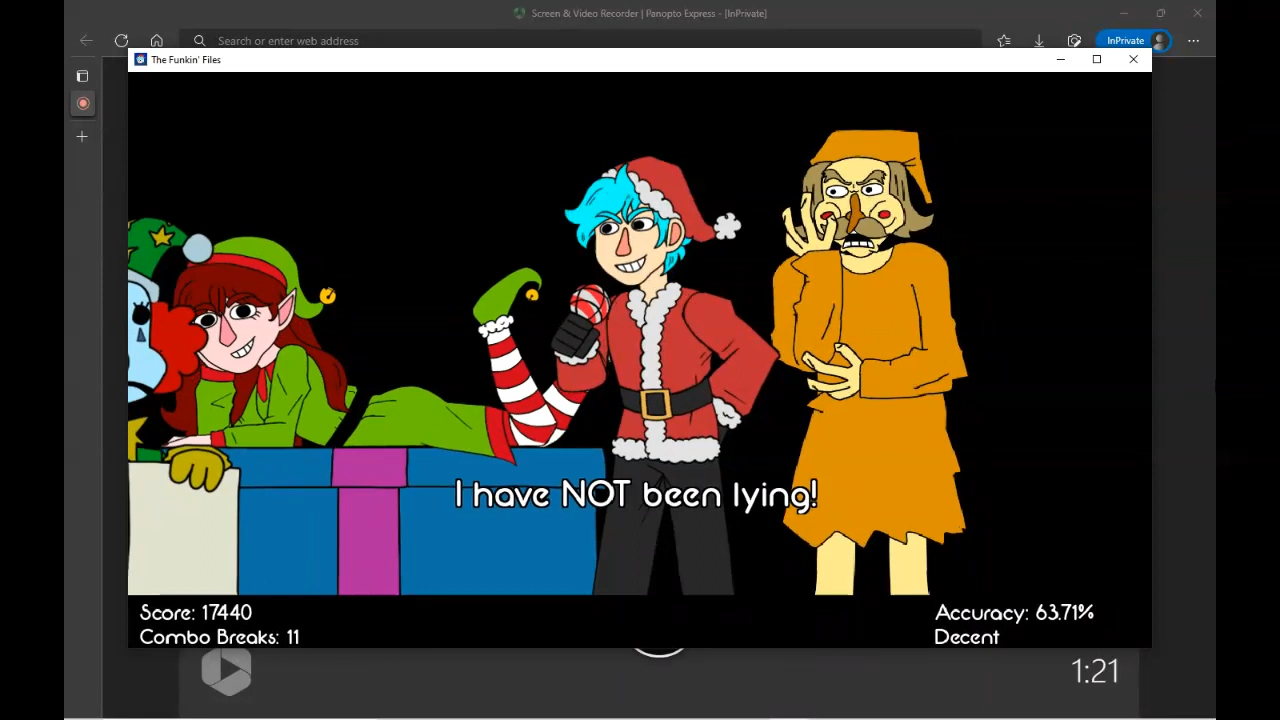 Screen & Video Recorder | Panopto Express - [InPrivate]
Search or enter web address
InPrivate
The Funkin' Files
I have NOT been lying!
Score: 17440
Accuracy: 63.71%
Combo Breaks: 11
Decent
1:21